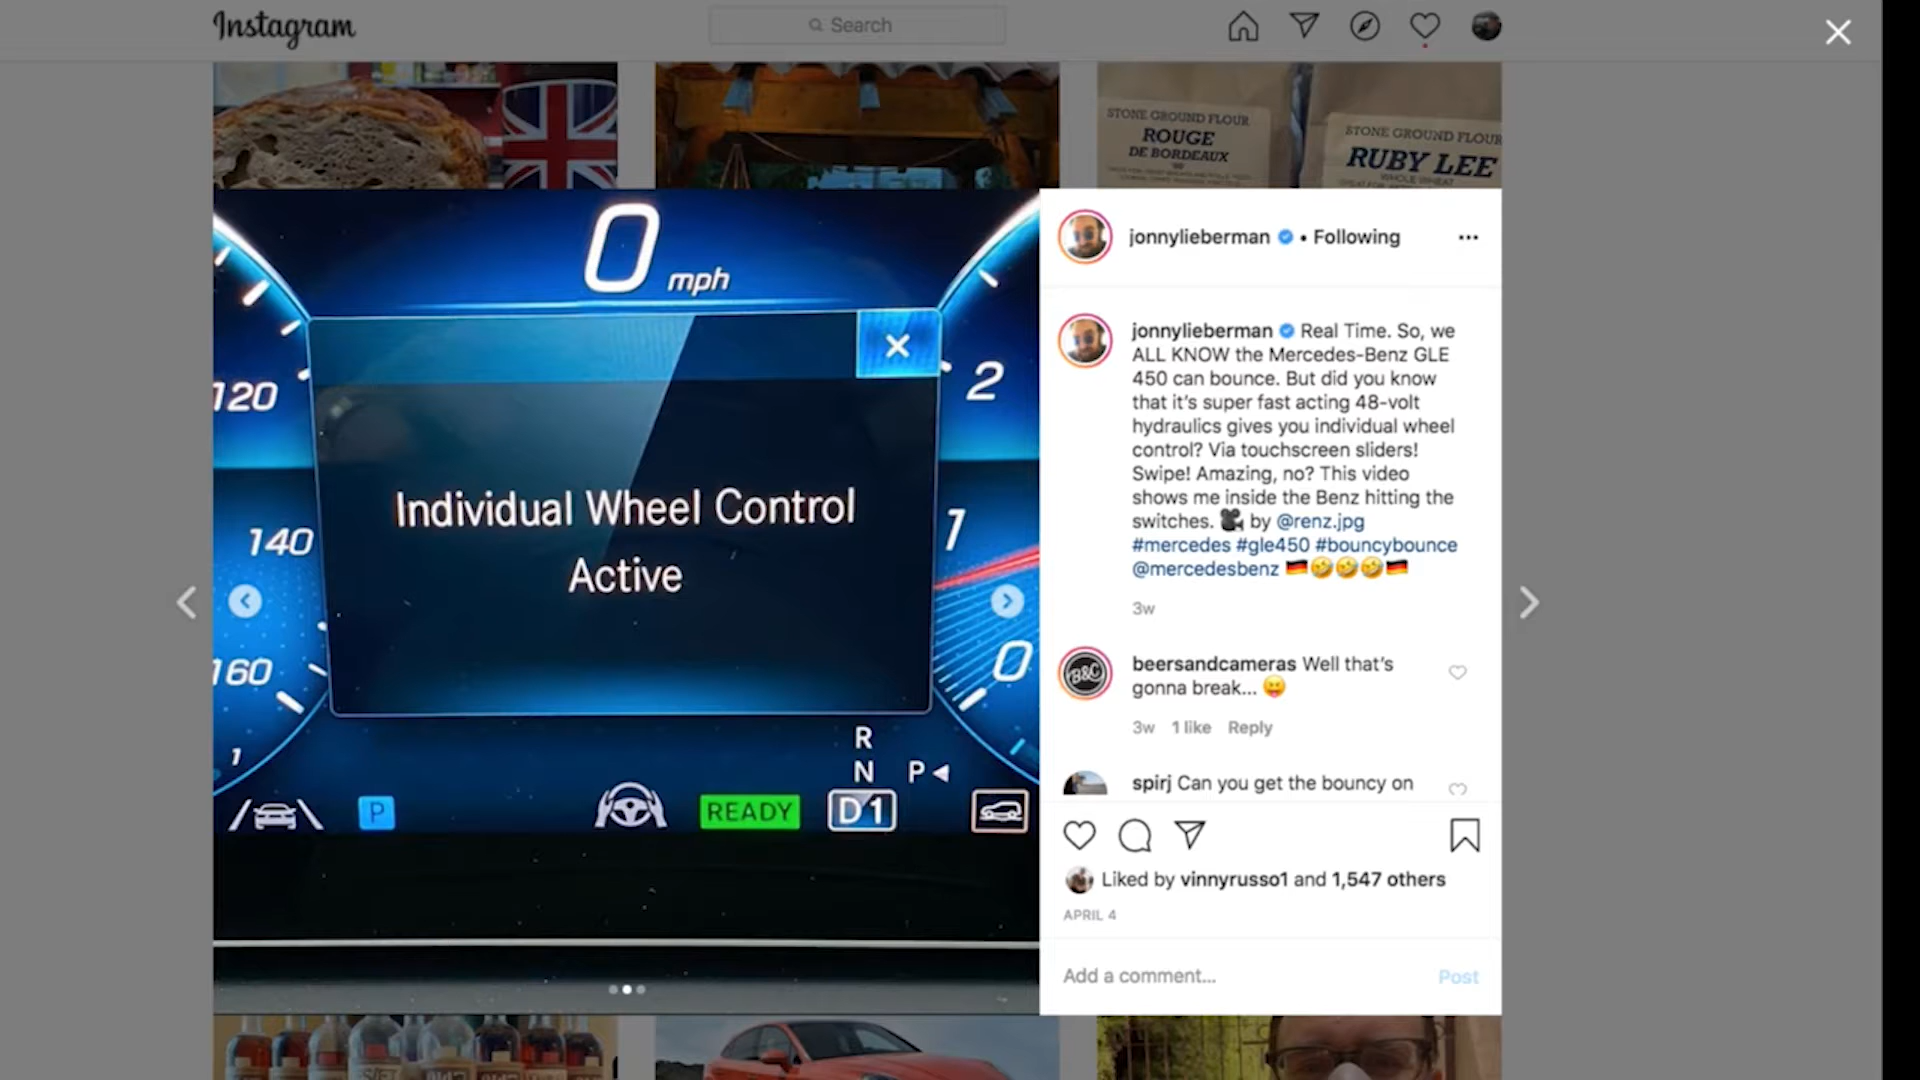 Instagram
Search
STONE GROUND FLOUR
ROUGE
DE BORDEAUX
STONE GROUND FLOUR
RUBY LEE
WHOLE WHEAT
0 mph
120
140
160
2
1
0
1
Individual Wheel Control
Active
R
N P◀
P
READY
D1
jonnylieberman • Following
jonnylieberman Real Time. So, we
ALL KNOW the Mercedes-Benz GLE
450 can bounce. But did you know
that it's super fast acting 48-volt
hydraulics gives you individual wheel
control? Via touchscreen sliders!
Swipe! Amazing, no? This video
shows me inside the Benz hitting the
switches. 🎥 by @renz.jpg
#mercedes #gle450 #bouncybounce
@mercedesbenz 🇩🇪🤣🤣🤣🇩🇪
3w
B&C
beersandcameras Well that's
gonna break... 😛
3w 1 like Reply
spirj Can you get the bouncy on
Liked by vinnyrusso1 and 1,547 others
APRIL 4
Add a comment...
Post